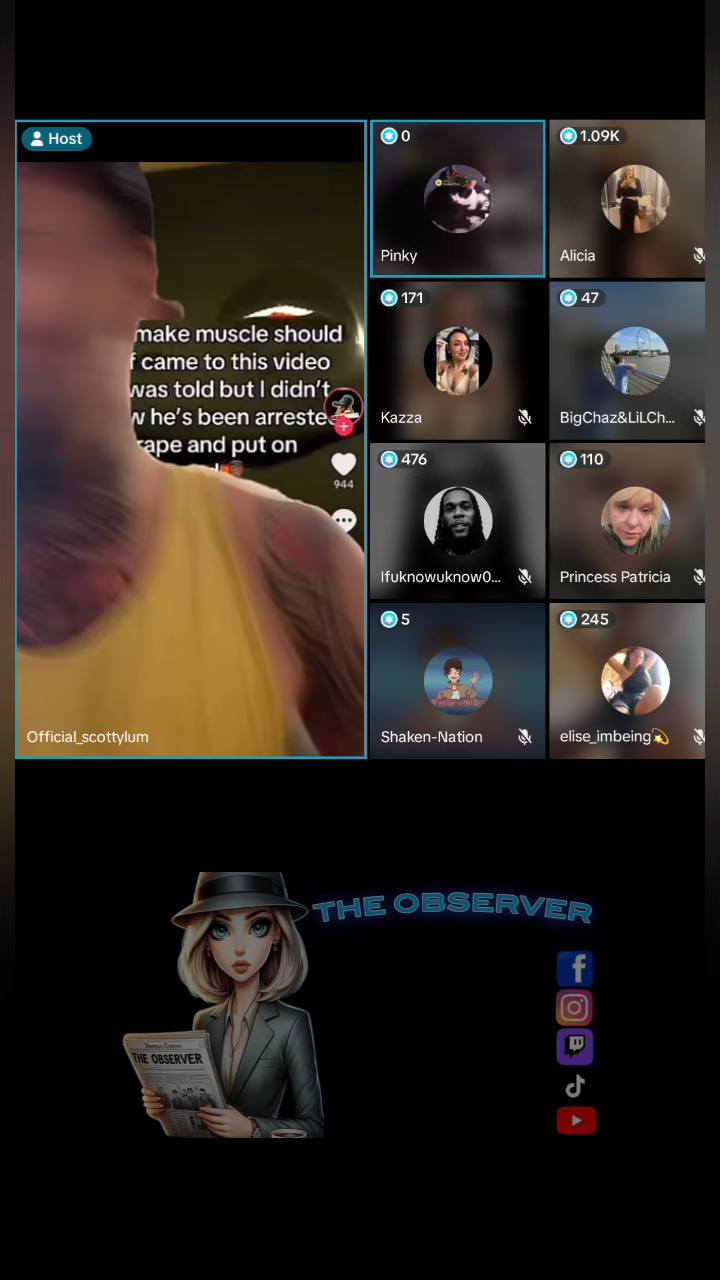 Host
make muscle should
f came to this video
was told but I didn't
w he's been arreste
rape and put on
944
Official_scottylum
0
Pinky
1.09K
Alicia
171
Kazza
47
BigChaz&LiLCh...
476
Ifuknowuknow0...
110
Princess Patricia
5
Shaken-Nation
245
elise_imbeing💫
THE OBSERVER
THE OBSERVER